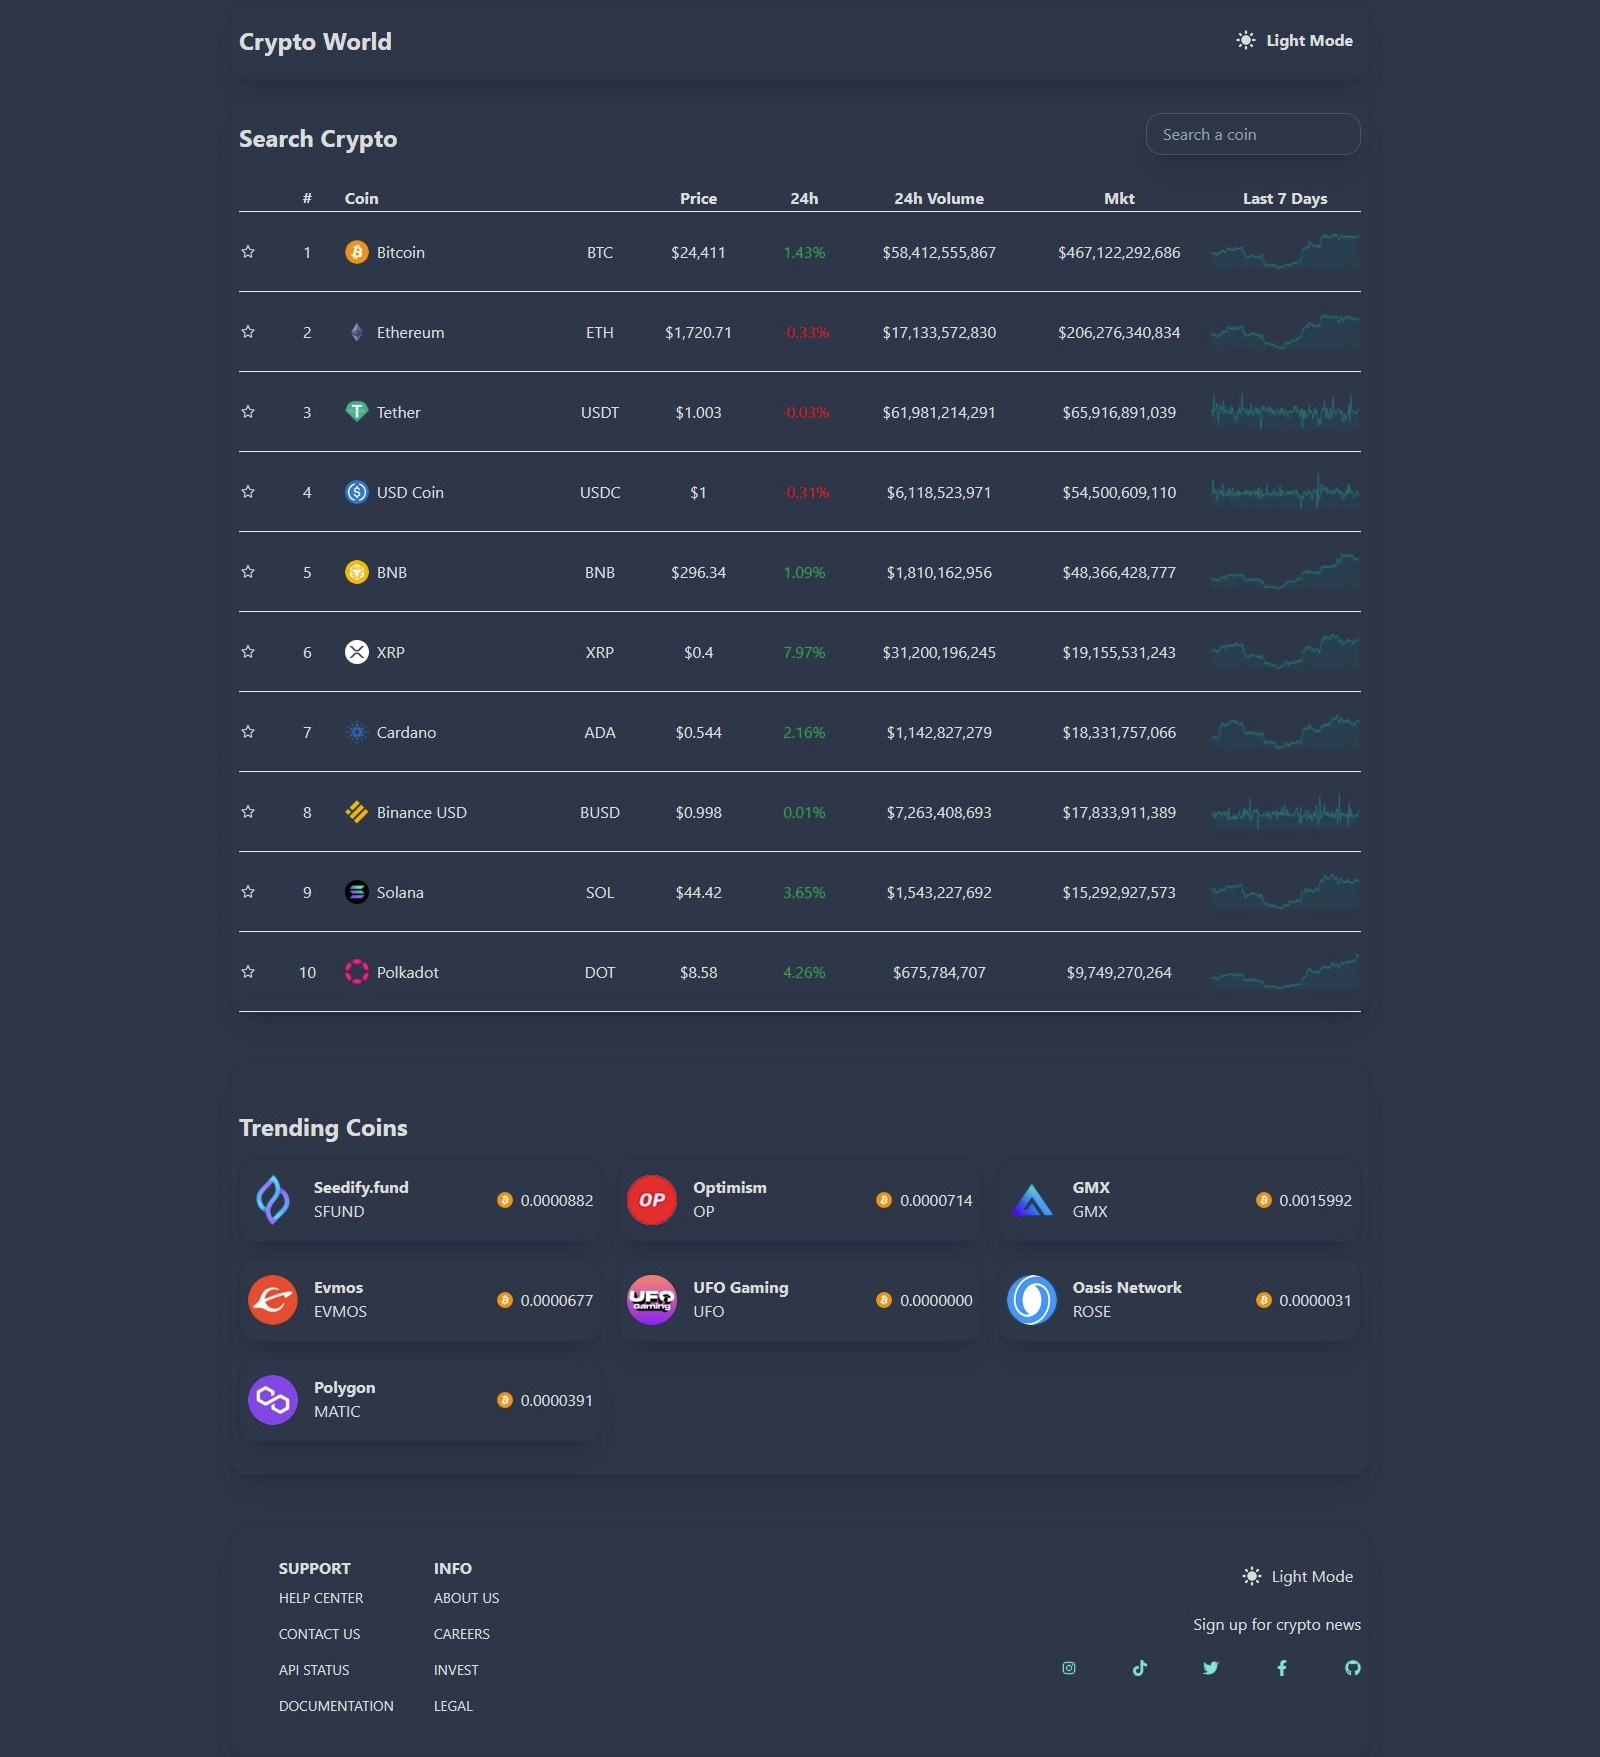 Crypto World
Light Mode
Search Crypto
Search a coin
# Coin Price 24h 24h Volume Mkt Last 7 Days
1 Bitcoin BTC $24,411 1.43% $58,412,555,867 $467,122,292,686
2 Ethereum ETH $1,720.71 -0.33% $17,133,572,830 $206,276,340,834
3 Tether USDT $1.003 -0.03% $61,981,214,291 $65,916,891,039
4 USD Coin USDC $1 -0.31% $6,118,523,971 $54,500,609,110
5 BNB BNB $296.34 1.09% $1,810,162,956 $48,366,428,777
6 XRP XRP $0.4 7.97% $31,200,196,245 $19,155,531,243
7 Cardano ADA $0.544 2.16% $1,142,827,279 $18,331,757,066
8 Binance USD BUSD $0.998 0.01% $7,263,408,693 $17,833,911,389
9 Solana SOL $44.42 3.65% $1,543,227,692 $15,292,927,573
10 Polkadot DOT $8.58 4.26% $675,784,707 $9,749,270,264
Trending Coins
Seedify.fund
SFUND
0.0000882
OP
Optimism
OP
0.0000714
GMX
GMX
0.0015992
Evmos
EVMOS
0.0000677
UFO
Gaming
UFO Gaming
UFO
0.0000000
Oasis Network
ROSE
0.0000031
Polygon
MATIC
0.0000391
SUPPORT
HELP CENTER
CONTACT US
API STATUS
DOCUMENTATION
INFO
ABOUT US
CAREERS
INVEST
LEGAL
Light Mode
Sign up for crypto news